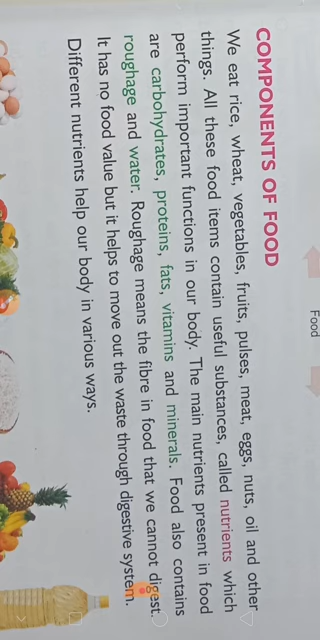 Food
COMPONENTS OF FOOD
We eat rice, wheat, vegetables, fruits, pulses, meat, eggs, nuts, oil and other
things. All these food items contain useful substances, called nutrients which
perform important functions in our body. The main nutrients present in food
are carbohydrates, proteins, fats, vitamins and minerals. Food also contains
roughage and water. Roughage means the fibre in food that we cannot digest.
It has no food value but it helps to move out the waste through digestive system.
Different nutrients help our body in various ways.